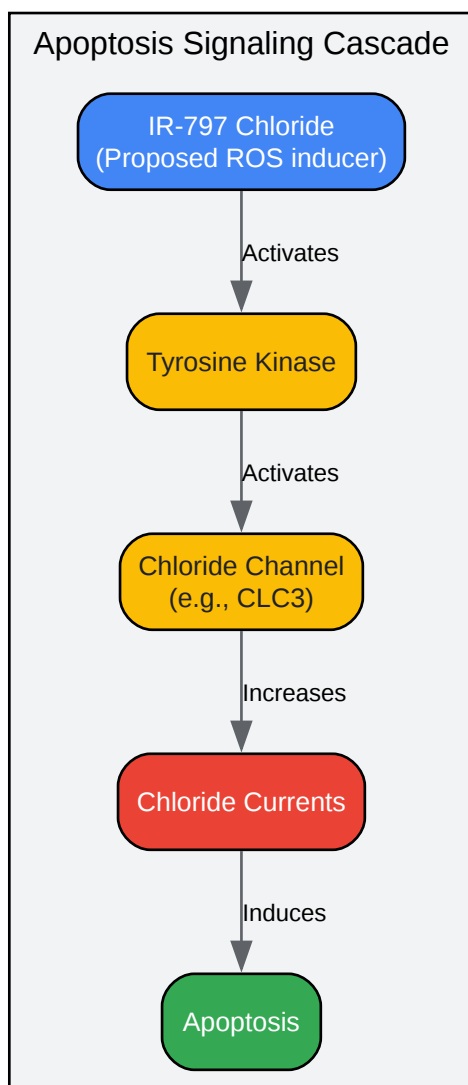 Apoptosis Signaling Cascade
IR-797 Chloride
(Proposed ROS inducer)
Activates
Tyrosine Kinase
Activates
Chloride Channel
(e.g., CLC3)
Increases
Chloride Currents
Induces
Apoptosis